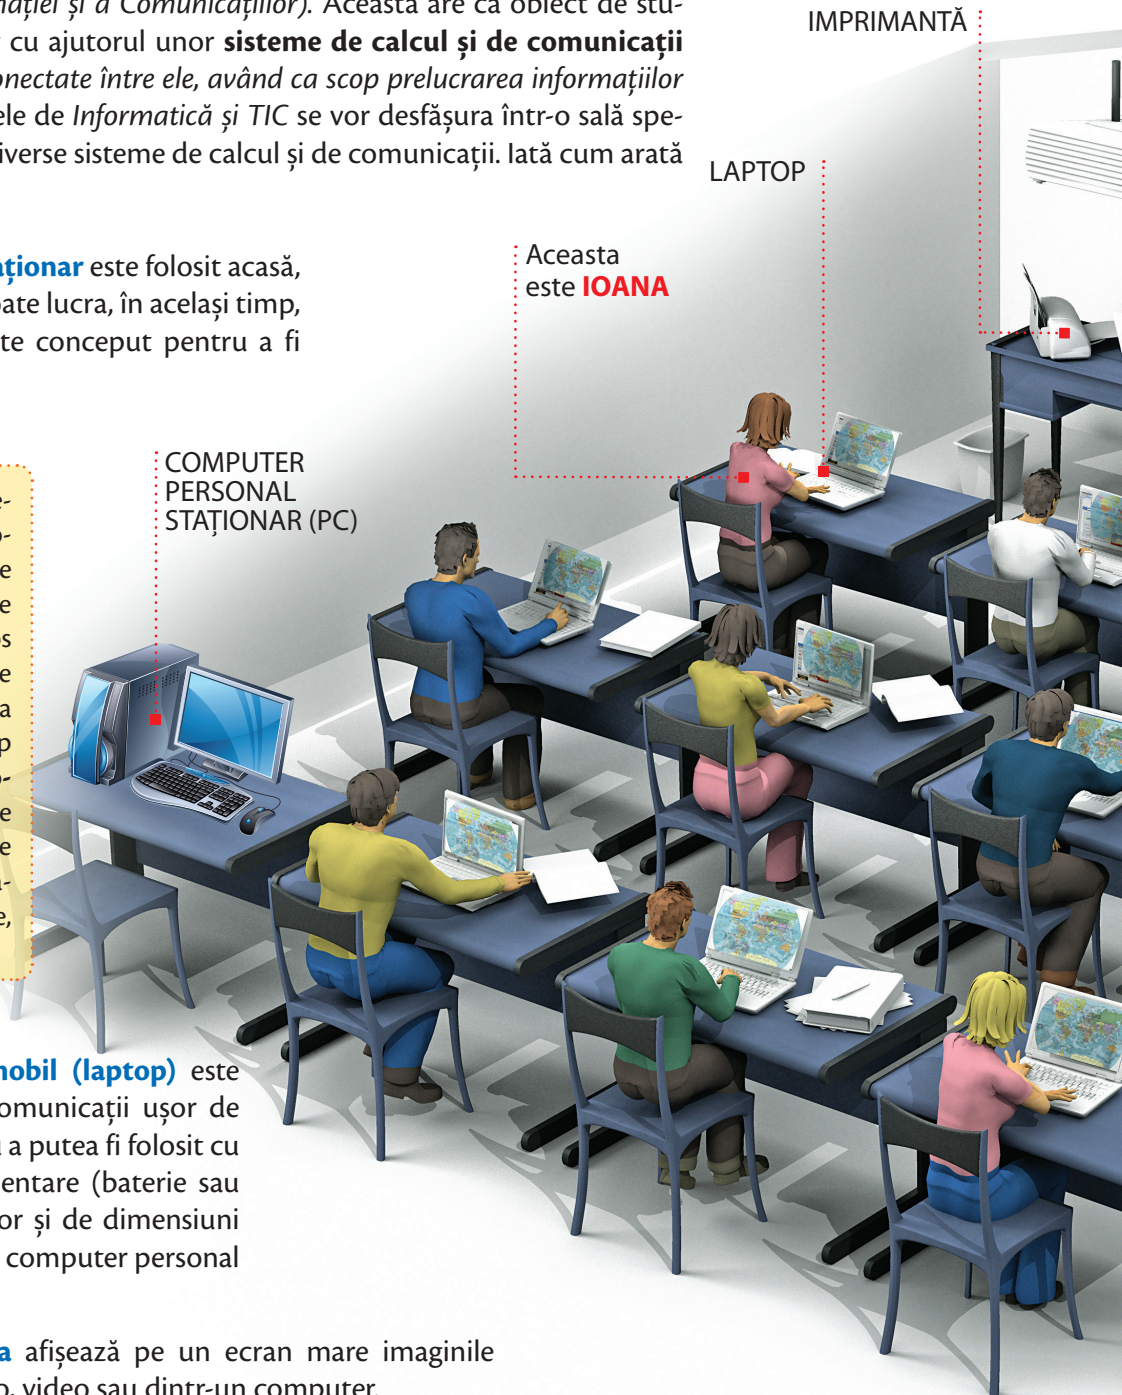 mației și a Comunicațiilor). Aceasta are ca obiect de stu-
cu ajutorul unor sisteme de calcul și de comunicații
onectate între ele, având ca scop prelucrarea informațiilor
ele de Informatică și TIC se vor desfășura într-o sală spe-
iverse sisteme de calcul și de comunicații. Iată cum arată
IMPRIMANTĂ
LAPTOP
Aceasta
este IOANA
aționar este folosit acasă,
oate lucra, în același timp,
te conceput pentru a fi
COMPUTER
PERSONAL
STAȚIONAR (PC)
e-
o-
e
e
os
e
a
p
o-
e
e
u-
e,
nobil (laptop) este
omunicații ușor de
a putea fi folosit cu
entare (baterie sau
or și de dimensiuni
computer personal
a afișează pe un ecran mare imaginile
o, video sau dintr-un computer.